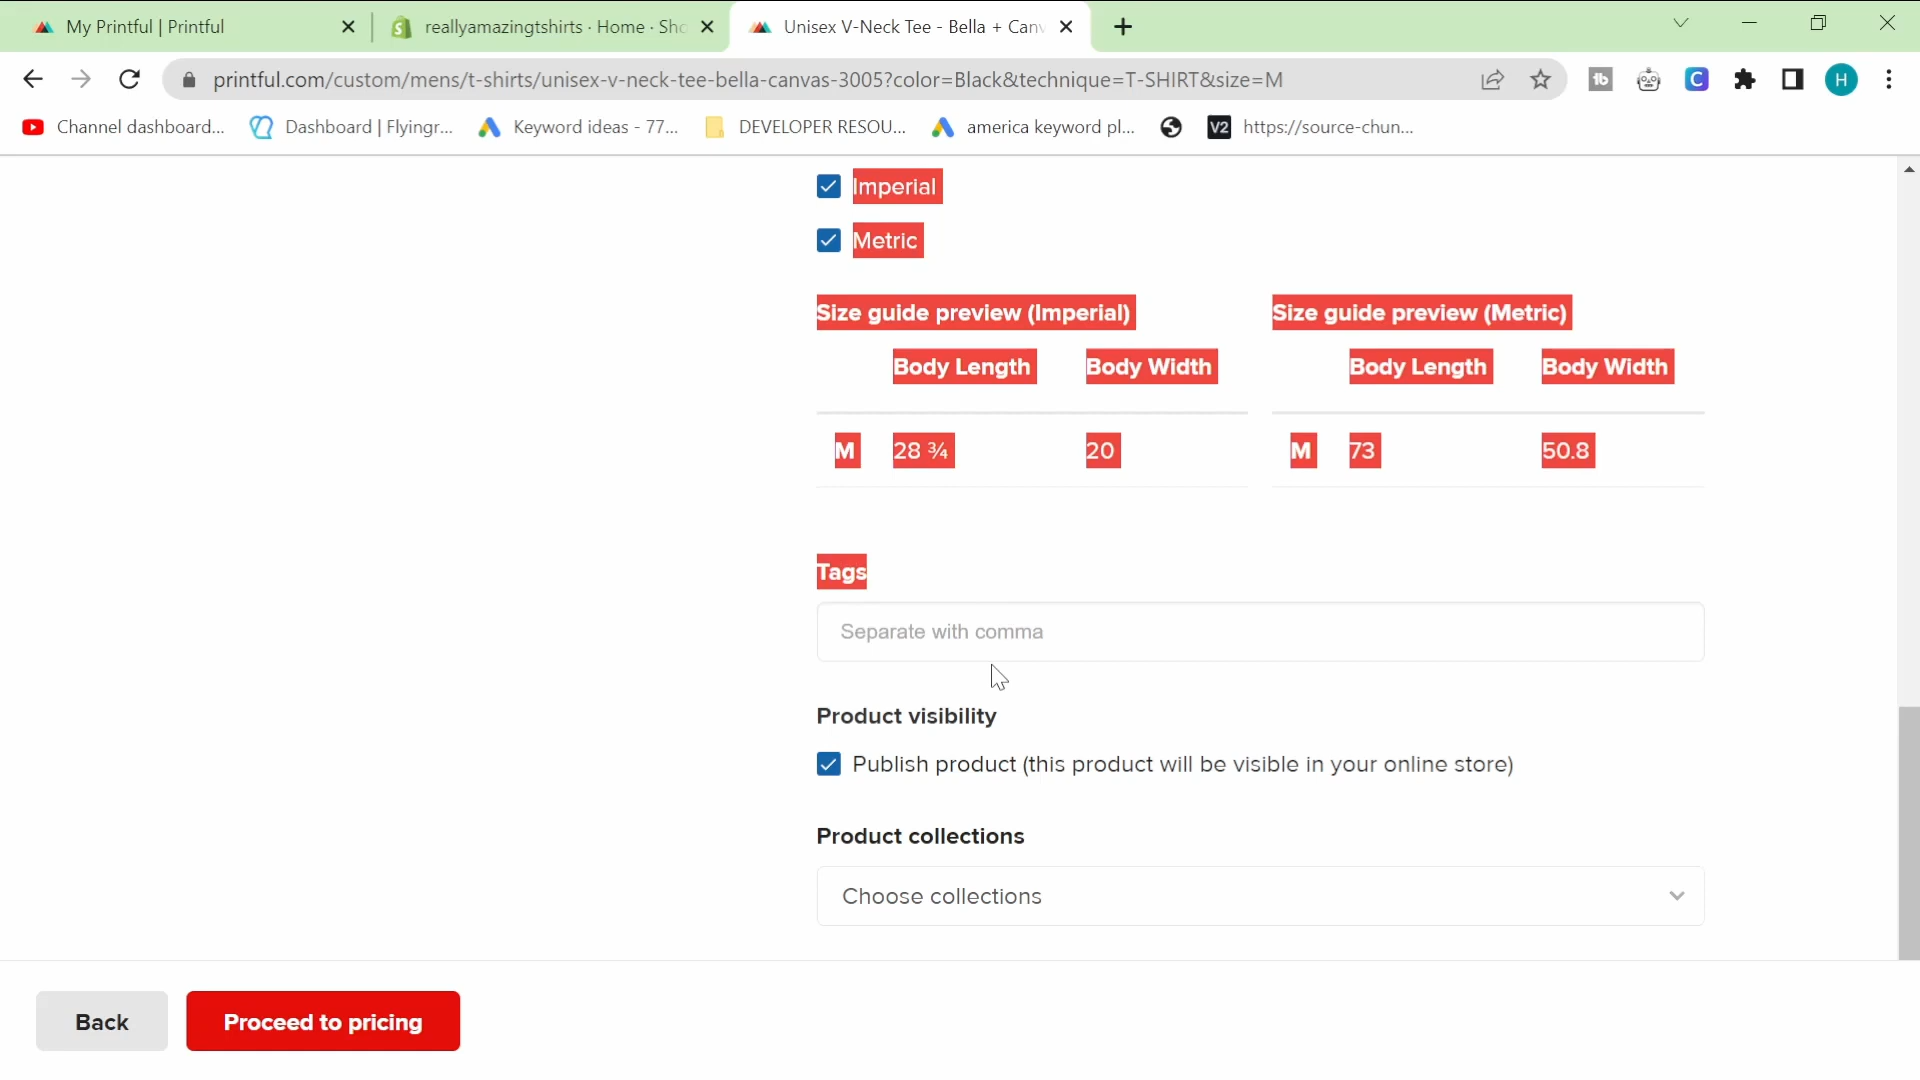 My Printful | Printful
reallyamazingtshirts · Home · Sho
Unisex V-Neck Tee - Bella + Canv
printful.com/custom/mens/t-shirts/unisex-v-neck-tee-bella-canvas-3005?color=Black&technique=T-SHIRT&size=M
tb
C
H
Channel dashboard...
Dashboard | Flyingr...
Keyword ideas - 77...
DEVELOPER RESOU...
america keyword pl...
V2
https://source-chun...
Imperial
Metric
Size guide preview (Imperial)
Size guide preview (Metric)
Body Length Body Width
Body Length Body Width
M 28 ¾ 20
M 73 50.8
Tags
Separate with comma
Product visibility
Publish product (this product will be visible in your online store)
Product collections
Choose collections
Back
Proceed to pricing